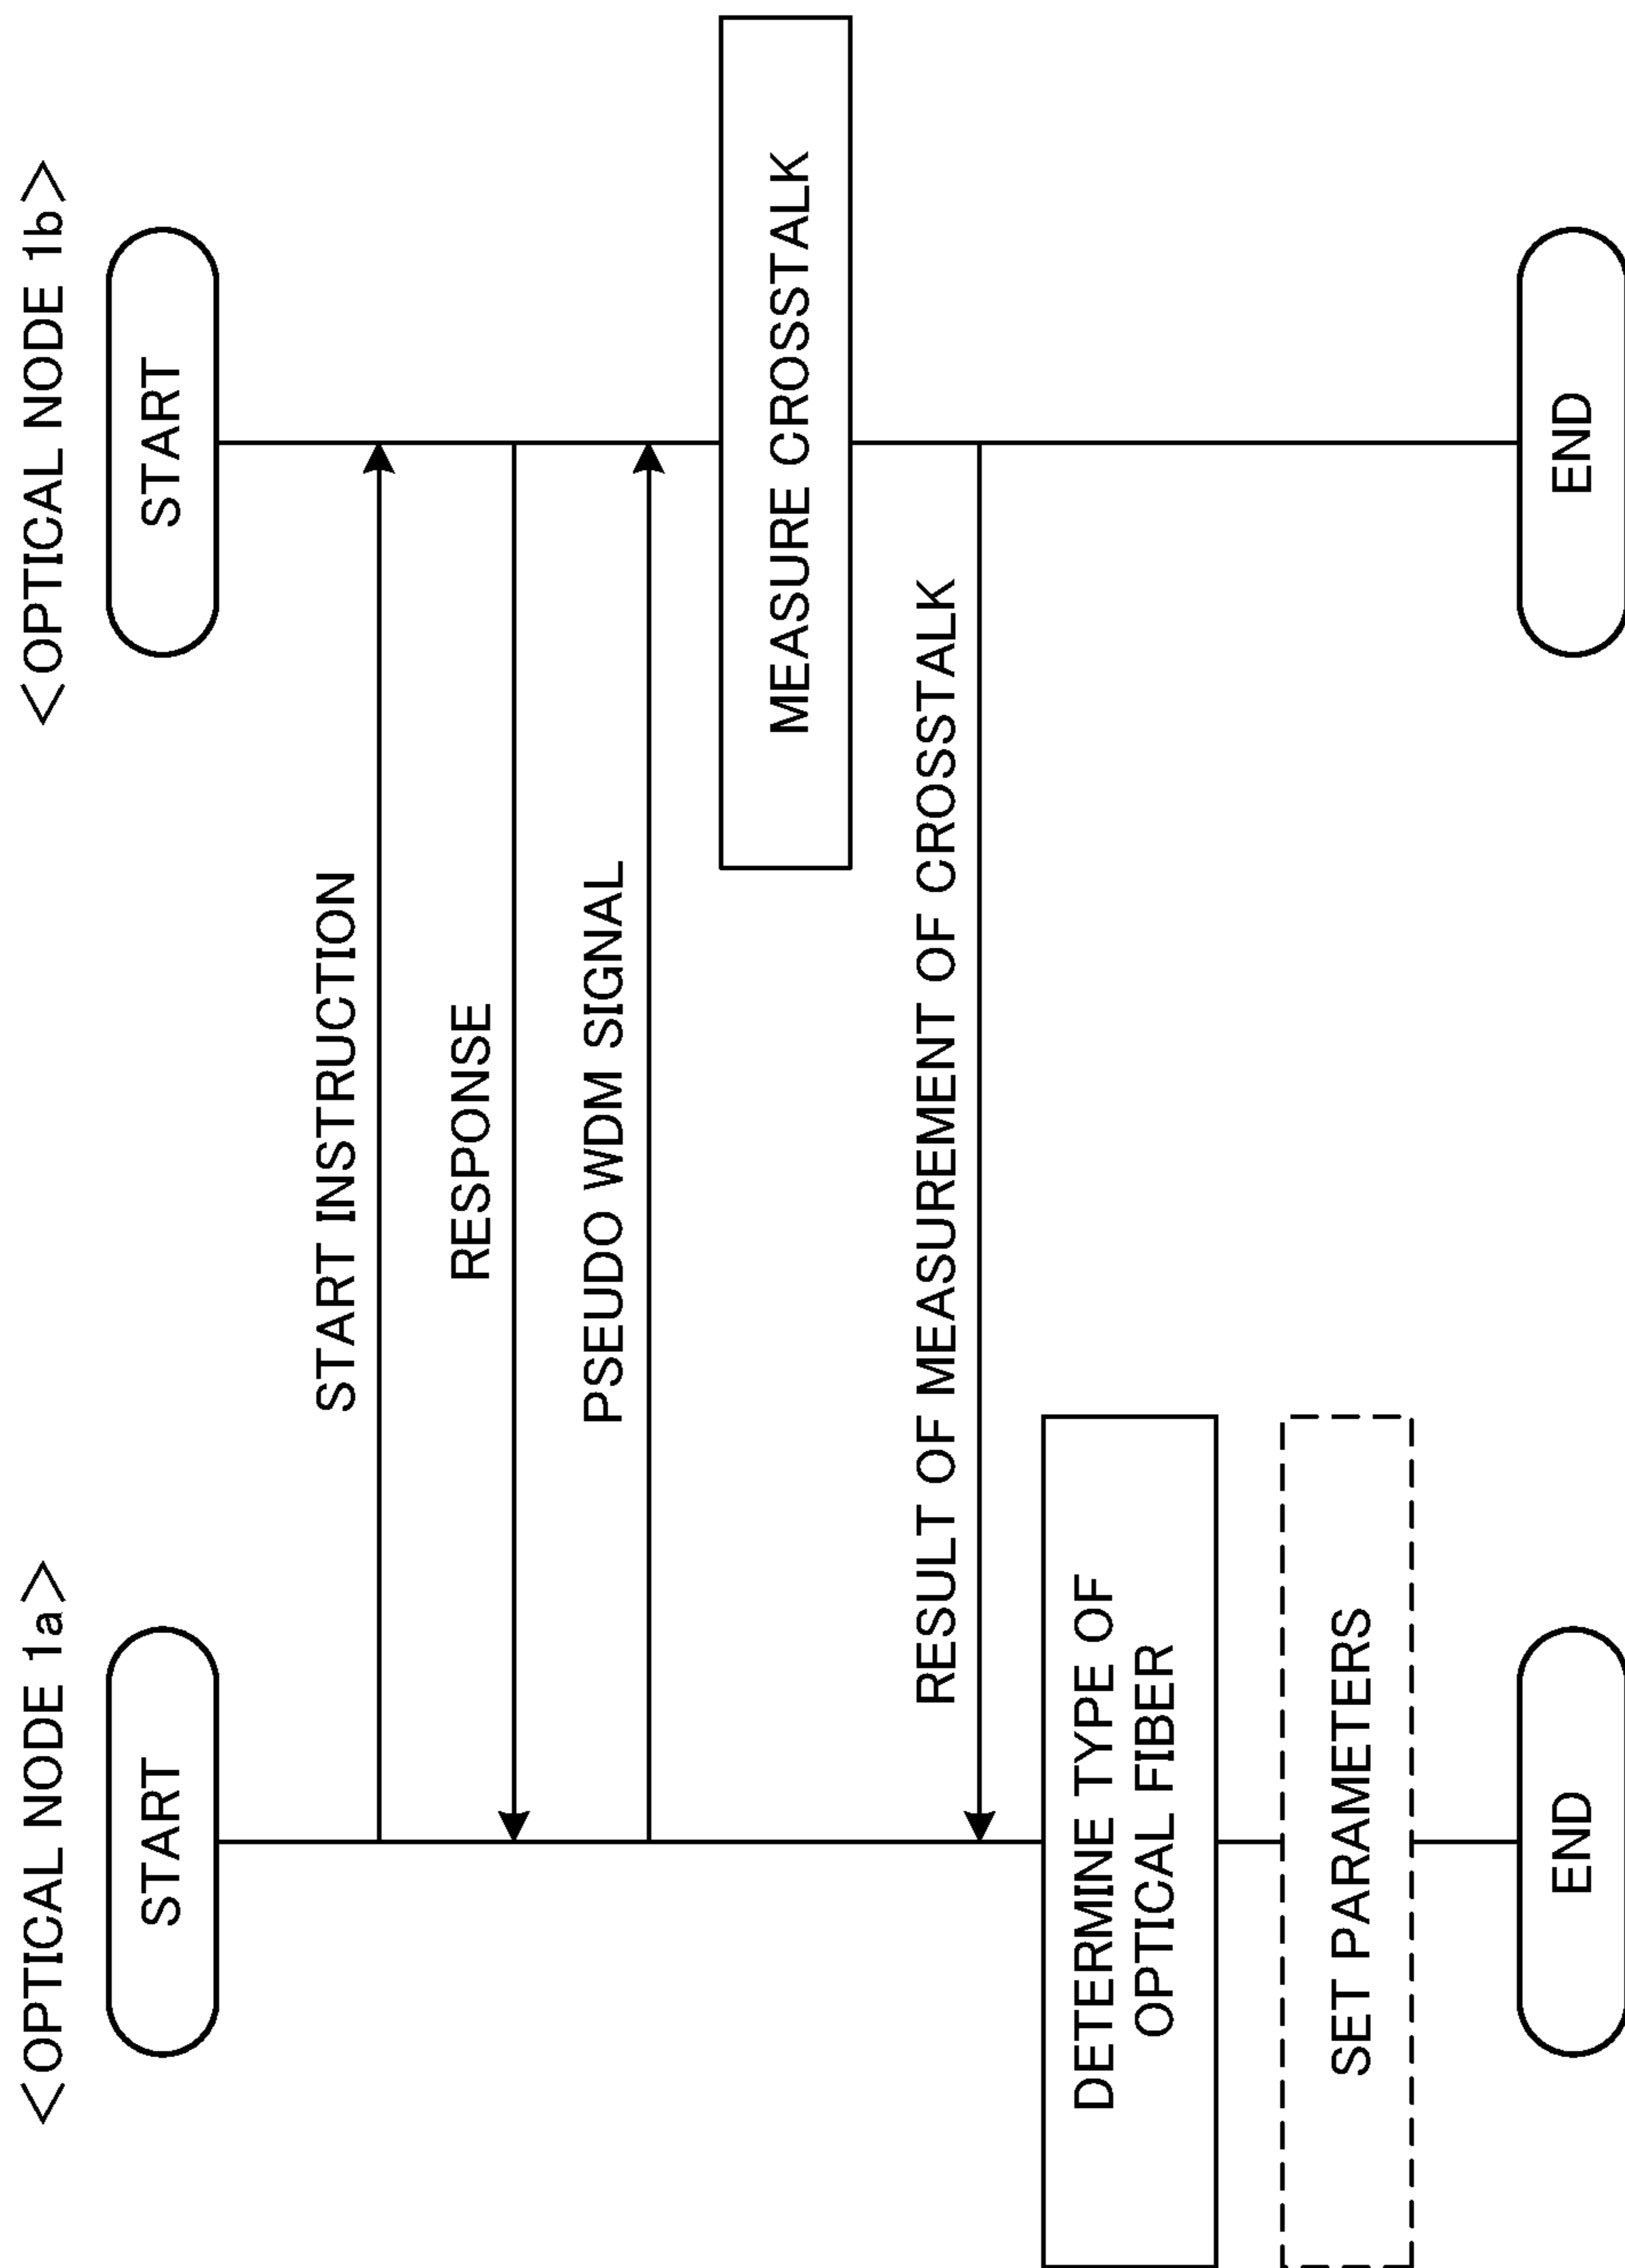 <OPTICAL NODE 1a>
<OPTICAL NODE 1b>
START
START
START INSTRUCTION
RESPONSE
PSEUDO WDM SIGNAL
MEASURE CROSSTALK
RESULT OF MEASUREMENT OF CROSSTALK
DETERMINE TYPE OF
OPTICAL FIBER
SET PARAMETERS
END
END